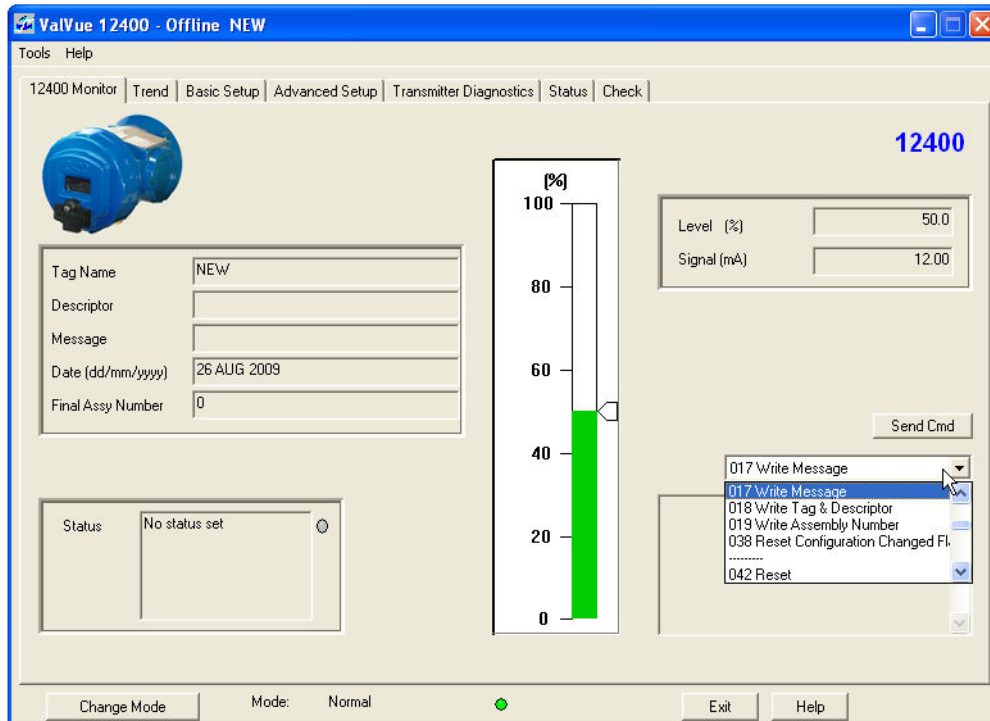 ValVue 12400 - Offline NEW
Tools Help
12400 Monitor Trend Basic Setup Advanced Setup Transmitter Diagnostics Status Check
12400
(%)
100
80
60
40
20
0
Level (%) 50.0
Signal (mA) 12.00
Tag Name NEW
Descriptor
Message
Date (dd/mm/yyyy) 26 AUG 2009
Final Assy Number 0
Send Cmd
017 Write Message
017 Write Message
018 Write Tag & Descriptor
019 Write Assembly Number
038 Reset Configuration Changed Fl
---------
042 Reset
Status No status set
Change Mode Mode: Normal Exit Help